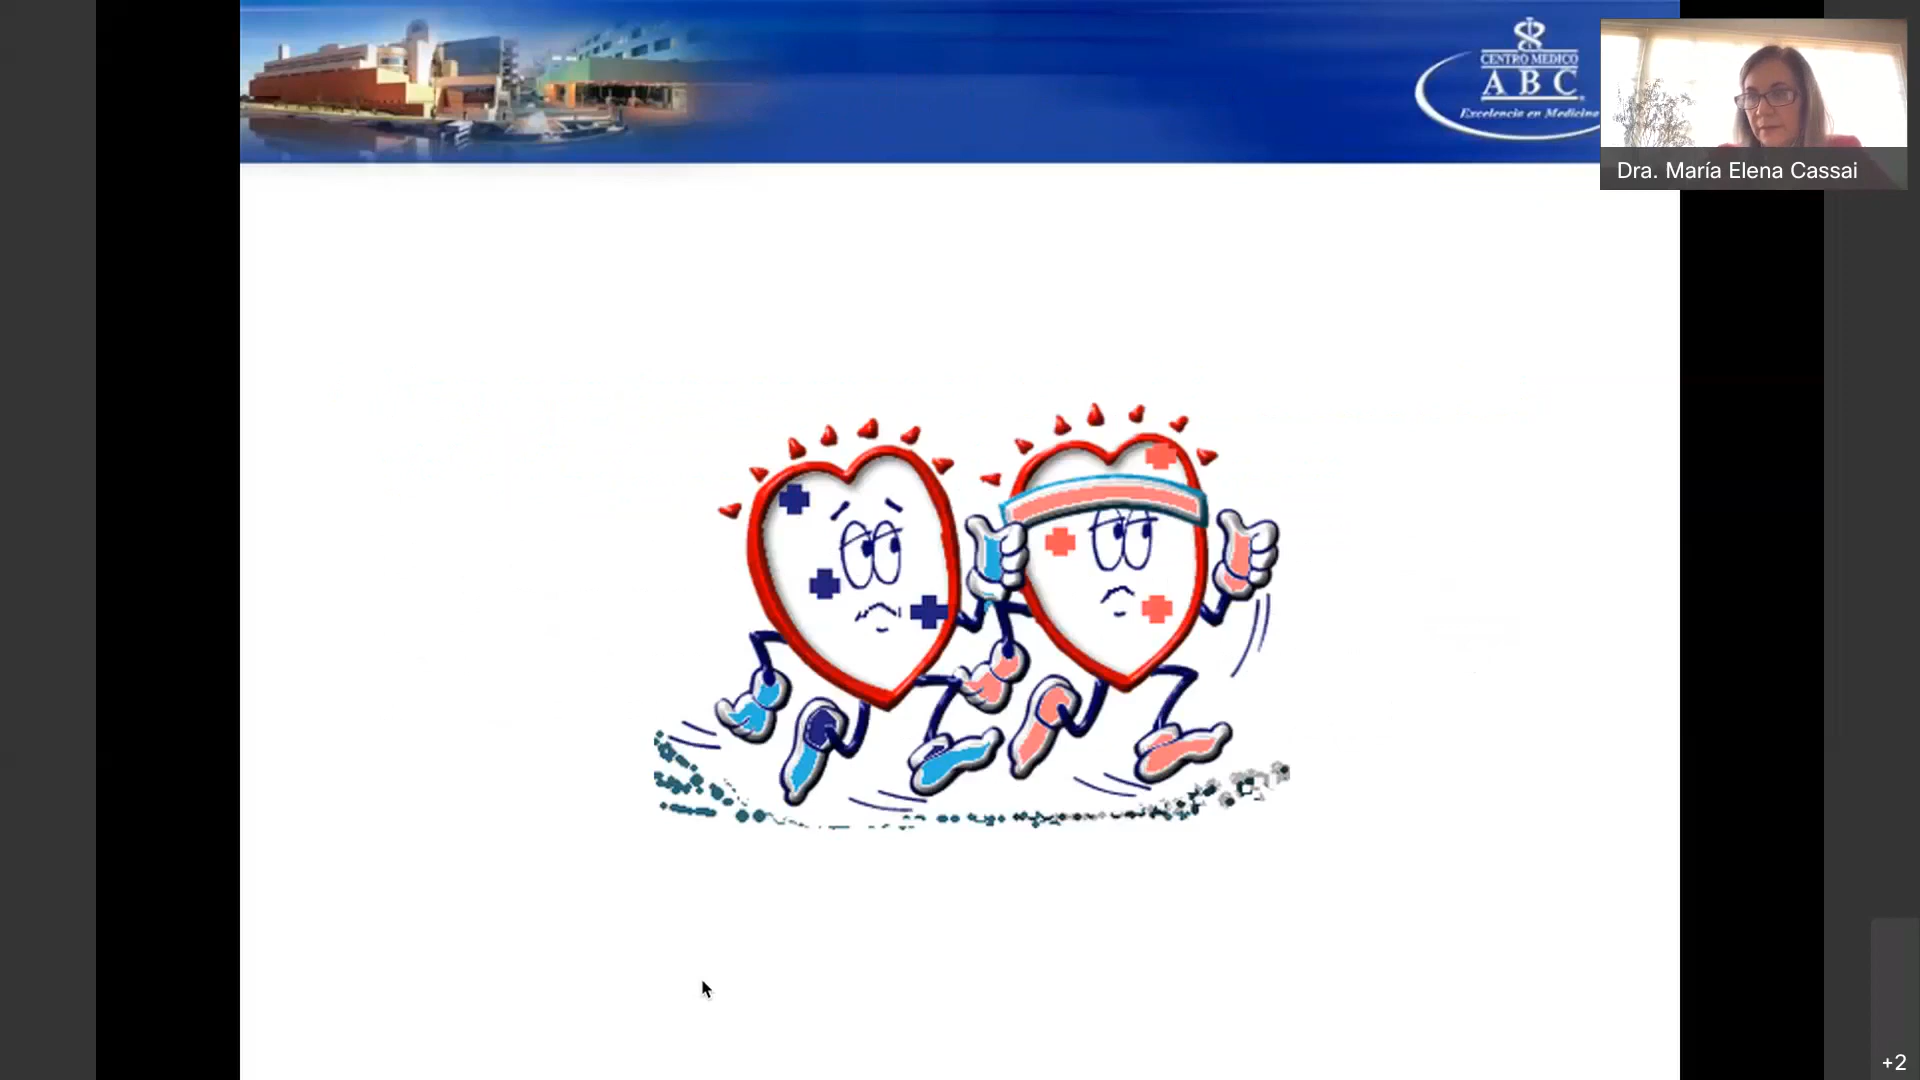 CENTRO MEDICO
ABC
Excelencia en Medicina
Dra. María Elena Cassai
+2